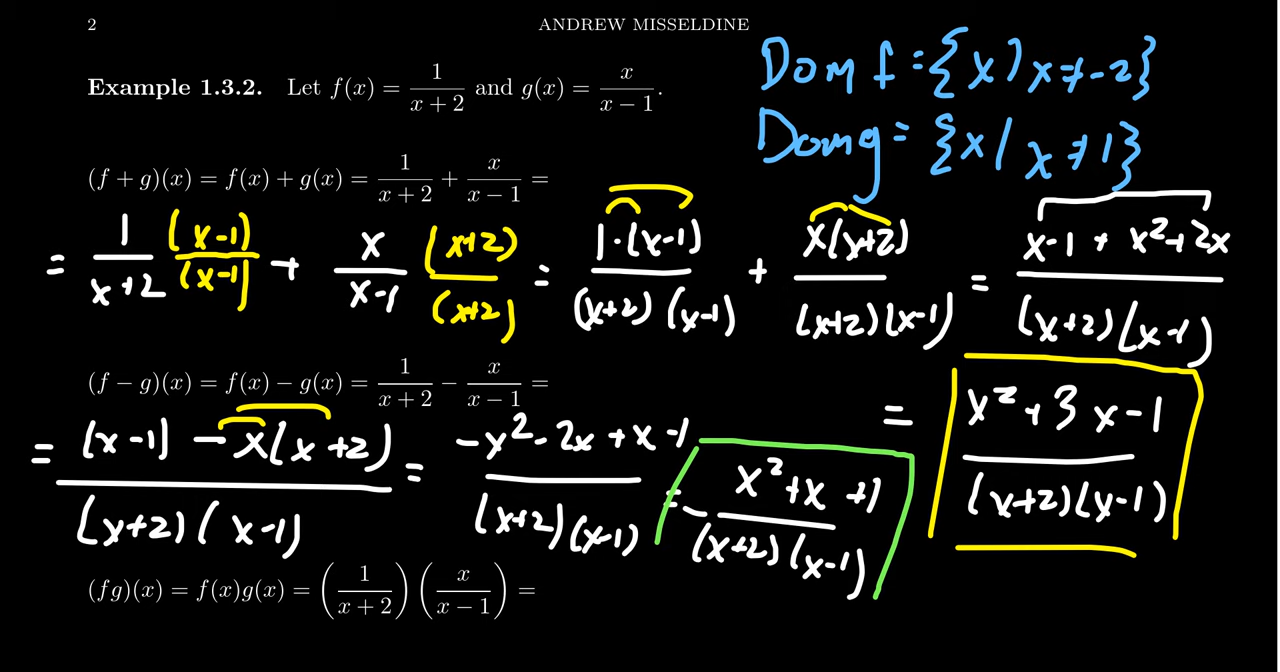 2 ANDREW MISSELDINE
Example 1.3.2. Let f(x) = 1/(x + 2) and g(x) = x/(x − 1).
Dom f = {x | x ≠ -2}
Dom g = {x | x ≠ 1}
(f + g)(x) = f(x) + g(x) = 1/(x + 2) + x/(x − 1) =
= 1/(x+2) (x-1)/(x-1) + x/(x-1) (x+2)/(x+2) = 1·(x-1)/((x+2)(x-1)) + x(x+2)/((x+2)(x-1)) = (x-1 + x²+2x)/((x+2)(x-1))
= (x²+3x-1)/((x+2)(x-1))
(f − g)(x) = f(x) − g(x) = 1/(x + 2) − x/(x − 1) =
= ((x-1) - x(x+2))/((x+2)(x-1)) = (-x²-2x+x-1)/((x+2)(x-1)) = -(x²+x+1)/((x+2)(x-1))
(fg)(x) = f(x)g(x) = (1/(x + 2)) (x/(x − 1)) =